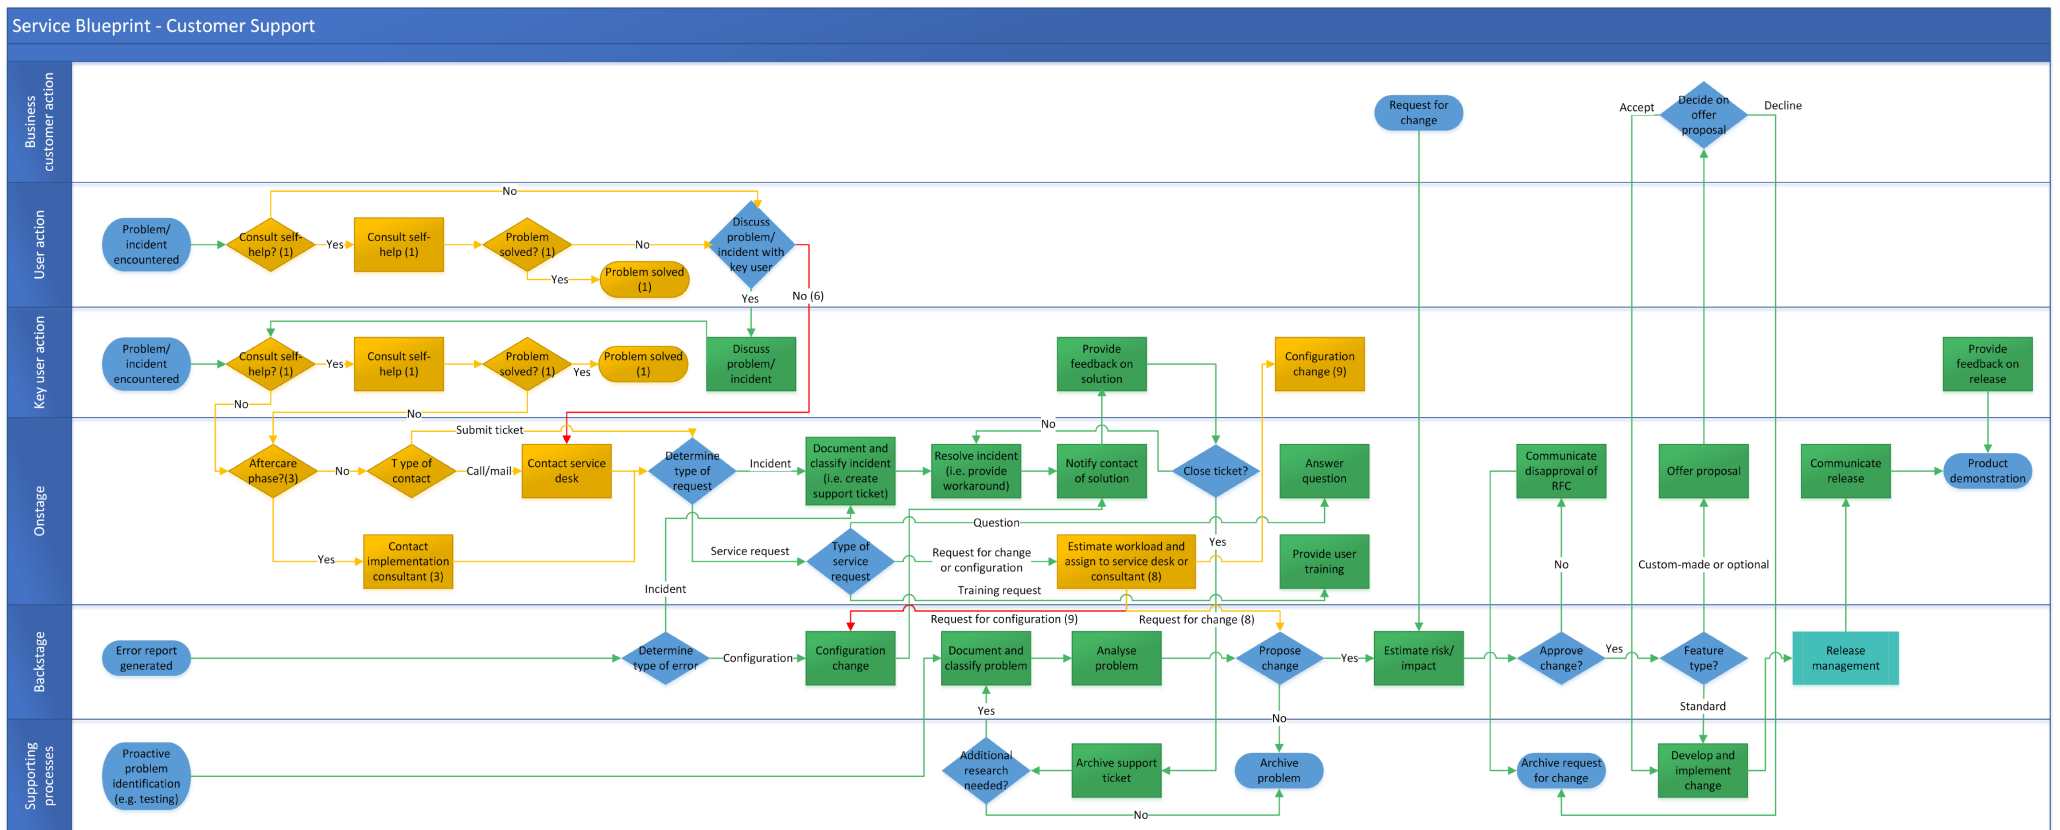 Service Blueprint - Customer Support
Business
customer action
Request for
change
Accept
Decide on
offer
proposal
Decline
User action
No
Problem/
incident
encountered
Consult self-
help? (1)
Yes
Consult self-
help (1)
Problem
solved? (1)
No
Yes
Problem solved
(1)
Discuss
problem/
incident with
key user
Yes
No (6)
Key user action
Problem/
incident
encountered
Consult self-
help? (1)
Yes
Consult self-
help (1)
Problem
solved? (1)
Yes
Problem solved
(1)
Discuss
problem/
incident
Provide
feedback on
solution
Configuration
change (9)
Provide
feedback on
release
No
No
Onstage
Submit ticket
No
Aftercare
phase?(3)
No
T ype of
contact
Call/mail
Contact service
desk
Determine
type of
request
Incident
Document and
classify incident
(i.e. create
support ticket)
Resolve incident
(i.e. provide
workaround)
Notify contact
of solution
Close ticket?
Answer
question
Communicate
disapproval of
RFC
Offer proposal
Communicate
release
Product
demonstration
Question
Yes
Contact
implementation
consultant (3)
Service request
Type of
service
request
Request for change
or configuration
Estimate workload and
assign to service desk or
consultant (8)
Yes
Provide user
training
No
Custom-made or optional
Incident
Training request
Backstage
Request for configuration (9)
Request for change (8)
Error report
generated
Determine
type of error
Configuration
Configuration
change
Document and
classify problem
Analyse
problem
Propose
change
Yes
Estimate risk/
impact
Approve
change?
Yes
Feature
type?
Release
management
Yes
No
Standard
Supporting
processes
Proactive
problem
identification
(e.g. testing)
Additional
research
needed?
Archive support
ticket
Archive
problem
Archive request
for change
Develop and
implement
change
No